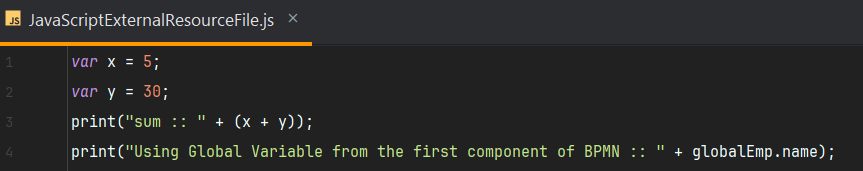 JS JavaScriptExternalResourceFile.js ×
1 var x = 5;
2 var y = 30;
3 print("sum :: " + (x + y));
4 print("Using Global Variable from the first component of BPMN :: " + globalEmp.name);